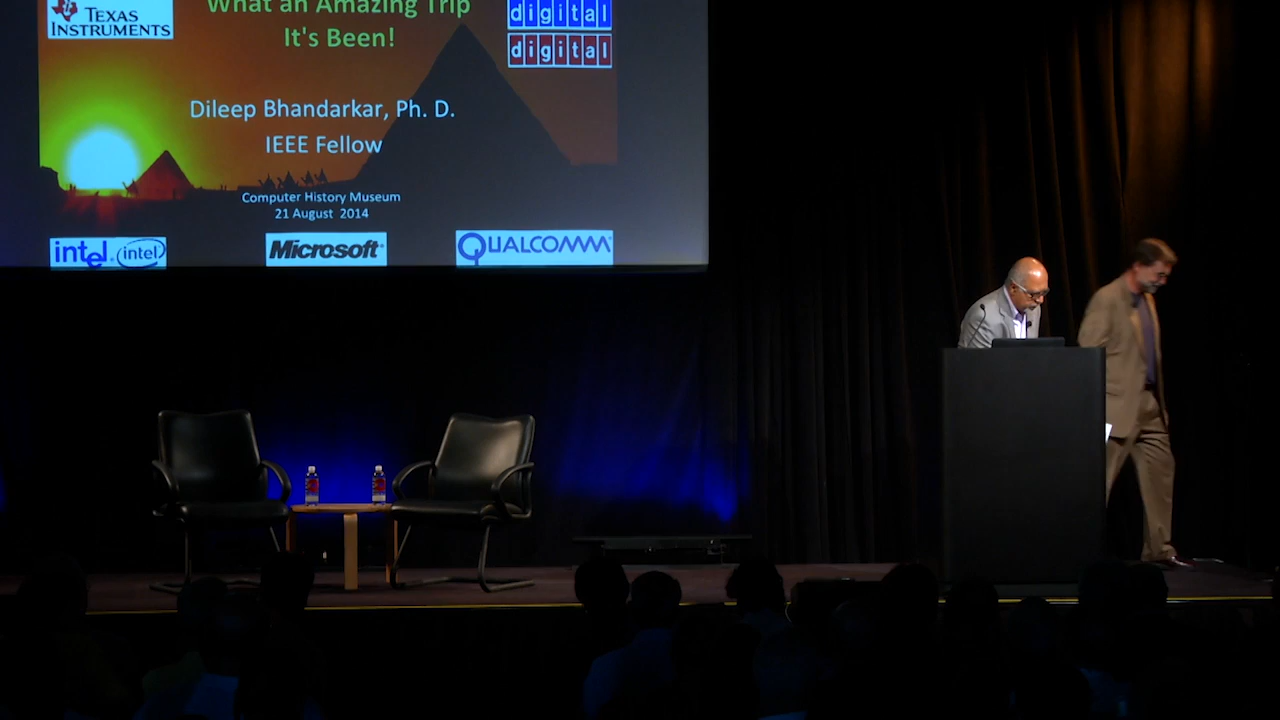 TEXAS
INSTRUMENTS
What an Amazing Trip
It's Been!
digital
digital
Dileep Bhandarkar, Ph. D.
IEEE Fellow
Computer History Museum
21 August 2014
intel
intel
Microsoft
QUALCOMM